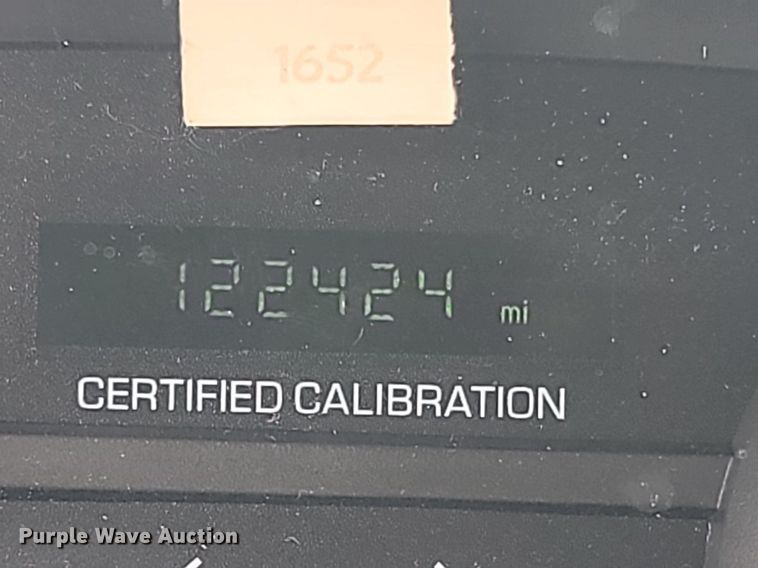 1652
122424 mi
CERTIFIED CALIBRATION
Purple Wave Auction